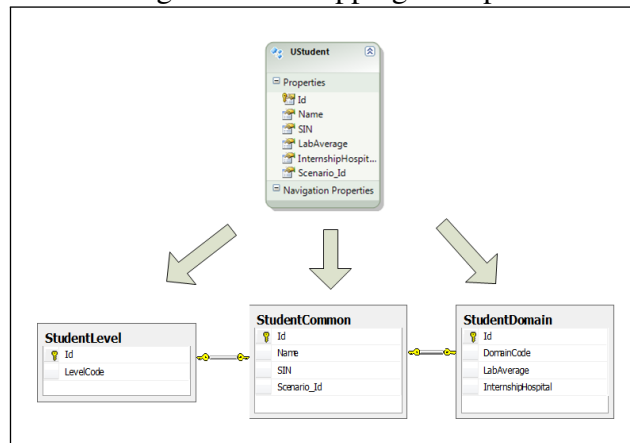 UStudent
Properties
Id
Name
SIN
LabAverage
InternshipHospit...
Scenario_Id
Navigation Properties
StudentLevel
Id
LevelCode
StudentCommon
Id
Name
SIN
Scenario_Id
StudentDomain
Id
DomainCode
LabAverage
InternshipHospital